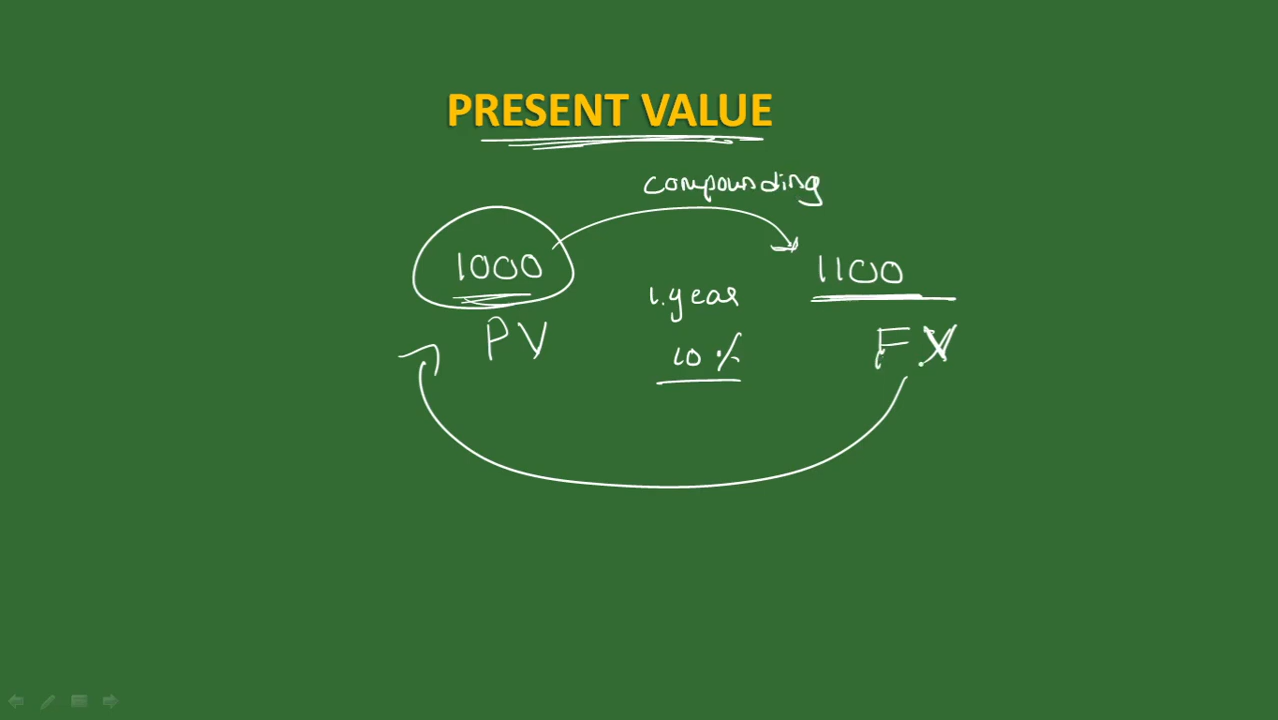 PRESENT VALUE
compounding
1000
1100
1.year
PV
10%
FV